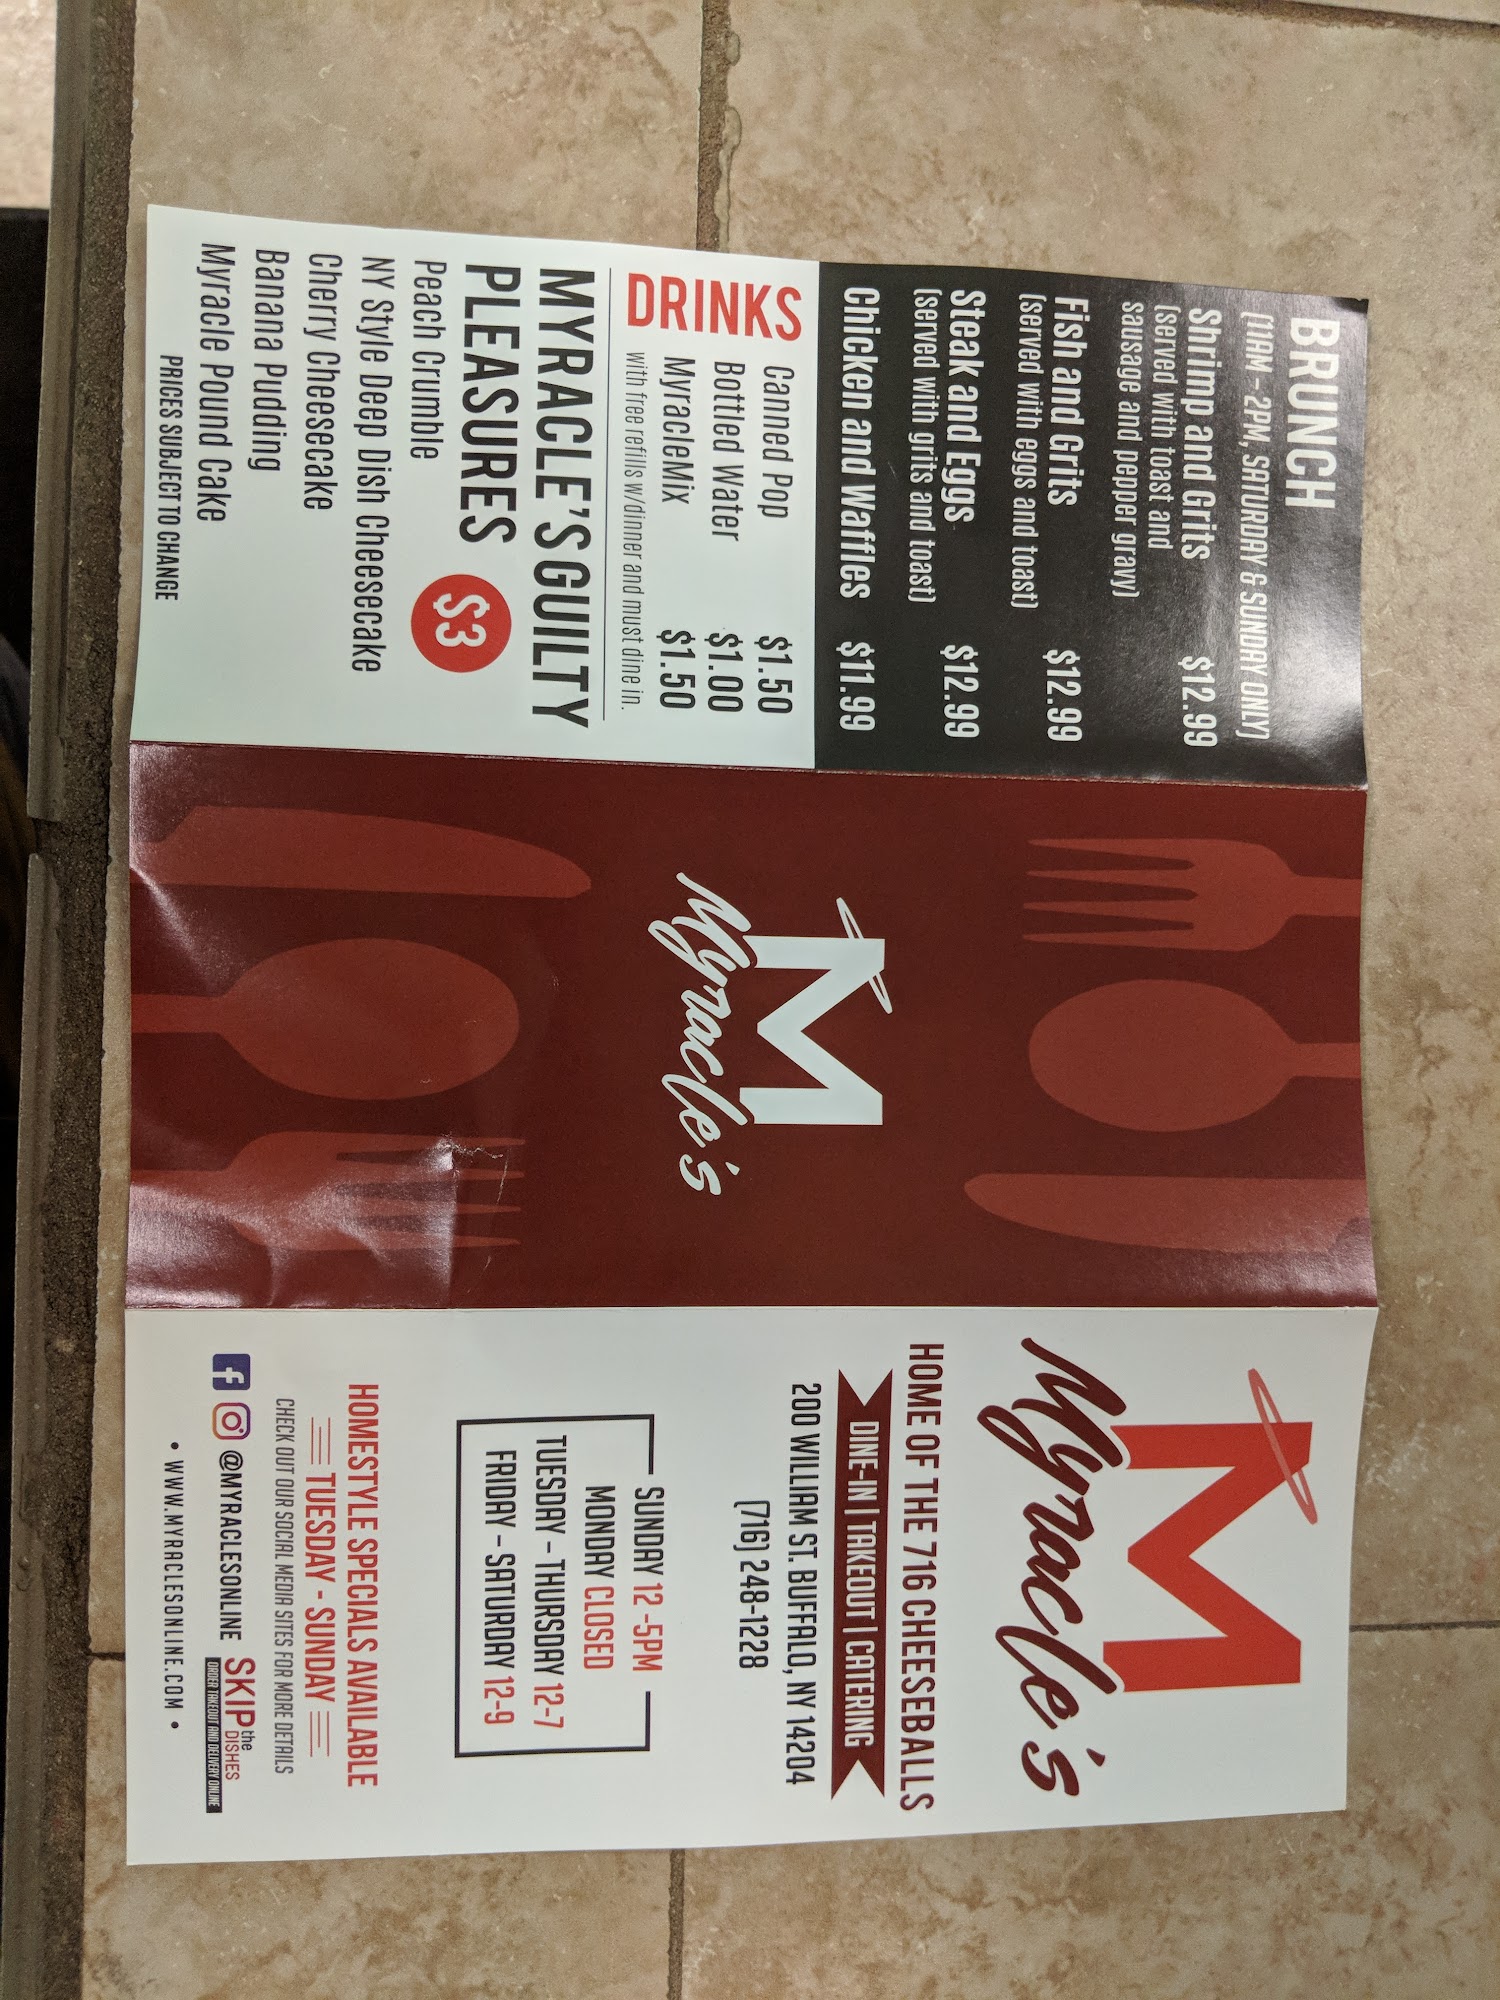 BRUNCH
(11AM - 2PM, SATURDAY & SUNDAY ONLY)
Shrimp and Grits $12.99
(served with toast and
sausage and pepper gravy)
Fish and Grits $12.99
(served with eggs and toast)
Steak and Eggs $12.99
(served with grits and toast)
Chicken and Waffles $11.99
DRINKS
Canned Pop $1.50
Bottled Water $1.00
MyracleMix $1.50
with free refills w/dinner and must dine in.
MYRACLE'S GUILTY
PLEASURES
$3
Peach Crumble
NY Style Deep Dish Cheesecake
Cherry Cheesecake
Banana Pudding
Myracle Pound Cake
PRICES SUBJECT TO CHANGE
M
Myracle's
M
Myracle's
HOME OF THE 716 CHEESEBALLS
DINE-IN | TAKEOUT | CATERING
200 WILLIAM ST. BUFFALO, NY 14204
(716) 248-1228
SUNDAY 12 -5PM
MONDAY CLOSED
TUESDAY - THURSDAY 12-7
FRIDAY - SATURDAY 12-9
HOMESTYLE SPECIALS AVAILABLE
TUESDAY - SUNDAY
CHECK OUT OUR SOCIAL MEDIA SITES FOR MORE DETAILS
f @MYRACLESONLINE SKIP the DISHES
ORDER TAKEOUT AND DELIVERY ONLINE
• WWW.MYRACLESONLINE.COM •